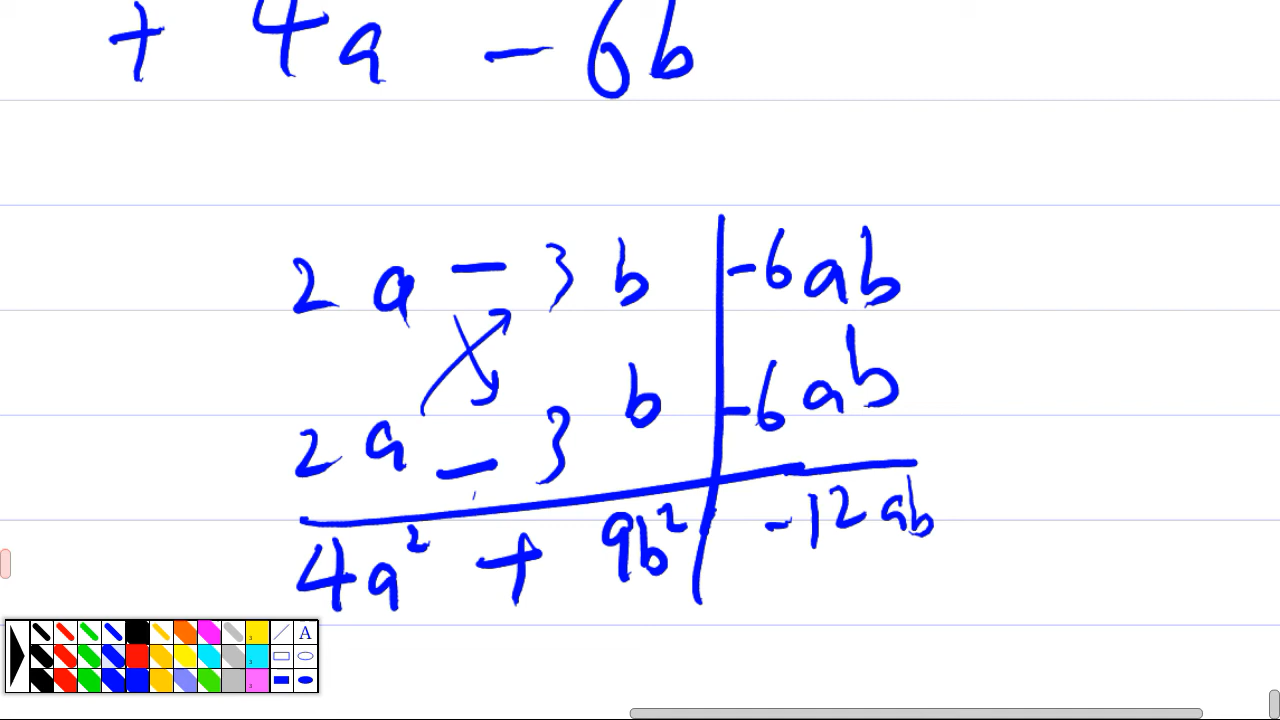 + 4a - 6b
2a - 3b | -6ab
2a - 3b | -6ab
4a² + 9b² | -12ab
A